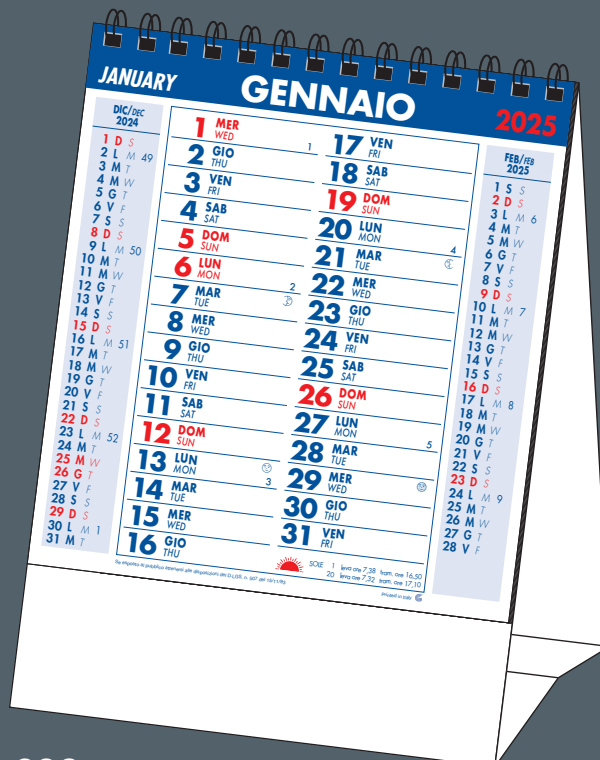 JANUARY GENNAIO 2025
DIC/DEC
2024
1 D S
2 L M 49
3 M T
4 M W
5 G T
6 V F
7 S S
8 D S
9 L M 50
10 M T
11 M W
12 G T
13 V F
14 S S
15 D S
16 L M 51
17 M T
18 M W
19 G T
20 V F
21 S S
22 D S
23 L M 52
24 M T
25 M W
26 G T
27 V F
28 S S
29 D S
30 L M 1
31 M T
1 MER WED 1
2 GIO THU
3 VEN FRI
4 SAB SAT
5 DOM SUN
6 LUN MON
7 MAR TUE 2
8 MER WED
9 GIO THU
10 VEN FRI
11 SAB SAT
12 DOM SUN
13 LUN MON 3
14 MAR TUE
15 MER WED
16 GIO THU
17 VEN FRI
18 SAB SAT
19 DOM SUN
20 LUN MON 4
21 MAR TUE
22 MER WED
23 GIO THU
24 VEN FRI
25 SAB SAT
26 DOM SUN
27 LUN MON 5
28 MAR TUE
29 MER WED
30 GIO THU
31 VEN FRI
FEB/FEB
2025
1 S S
2 D S
3 L M 6
4 M T
5 M W
6 G T
7 V F
8 S S
9 D S
10 L M 7
11 M T
12 M W
13 G T
14 V F
15 S S
16 D S
17 L M 8
18 M T
19 M W
20 G T
21 V F
22 S S
23 D S
24 L M 9
25 M T
26 M W
27 G T
28 V F
SOLE 1 leva ore 7,38 tram. ore 16,50
20 leva ore 7,32 tram. ore 17,10
Printed in Italy